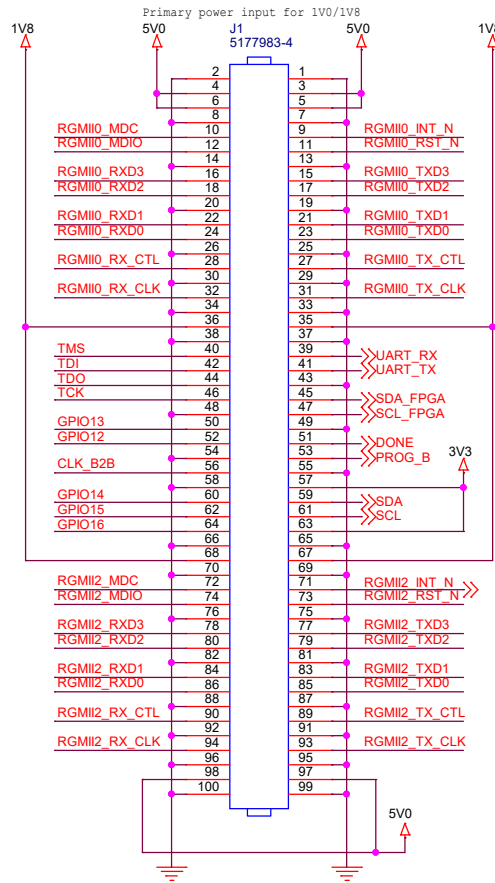 Primary power input for 1V0/1V8
1V8 5V0 J1 5V0 1V8
5177983-4
2 1
4 3
6 5
8 7
RGMII0_MDC 10 9 RGMII0_INT_N
RGMII0_MDIO 12 11 RGMII0_RST_N
14 13
RGMII0_RXD3 16 15 RGMII0_TXD3
RGMII0_RXD2 18 17 RGMII0_TXD2
20 19
RGMII0_RXD1 22 21 RGMII0_TXD1
RGMII0_RXD0 24 23 RGMII0_TXD0
26 25
RGMII0_RX_CTL 28 27 RGMII0_TX_CTL
30 29
RGMII0_RX_CLK 32 31 RGMII0_TX_CLK
34 33
36 35
38 37
TMS 40 39 UART_RX
TDI 42 41 UART_TX
TDO 44 43
TCK 46 45 SDA_FPGA
48 47 SCL_FPGA
GPIO13 50 49
GPIO12 52 51 DONE
54 53 PROG_B
CLK_B2B 56 55 3V3
58 57
GPIO14 60 59 SDA
GPIO15 62 61 SCL
GPIO16 64 63
66 65
68 67
70 69
RGMII2_MDC 72 71 RGMII2_INT_N
RGMII2_MDIO 74 73 RGMII2_RST_N
76 75
RGMII2_RXD3 78 77 RGMII2_TXD3
RGMII2_RXD2 80 79 RGMII2_TXD2
82 81
RGMII2_RXD1 84 83 RGMII2_TXD1
RGMII2_RXD0 86 85 RGMII2_TXD0
88 87
RGMII2_RX_CTL 90 89 RGMII2_TX_CTL
92 91
RGMII2_RX_CLK 94 93 RGMII2_TX_CLK
96 95
98 97
100 99
5V0